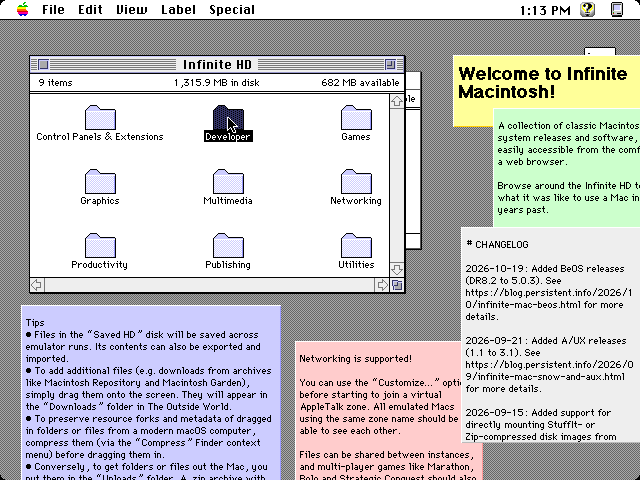 File Edit View Label Special 1:13 PM
Infinite HD
9 items 1,315.9 MB in disk 682 MB available
Control Panels & Extensions Developer Games
Graphics Multimedia Networking
Productivity Publishing Utilities
Welcome to Infinite
Macintosh!
A collection of classic Macintos
system releases and software,
easily accessible from the comf
a web browser.
Browse around the Infinite HD to
what it was like to use a Mac in
years past.
# CHANGELOG
2026-10-19: Added BeOS releases
(DR8.2 to 5.0.3). See
https://blog.persistent.info/2026/1
0/infinite-mac-beos.html for more
details.
2026-09-21: Added A/UX releases
(1.1 to 3.1). See
https://blog.persistent.info/2026/0
9/infinite-mac-snow-and-aux.html
for more details.
2026-09-15: Added support for
directly mounting StuffIt- or
Zip-compressed disk images from
Tips
● Files in the “Saved HD” disk will be saved across
emulator runs. Its contents can also be exported and
imported.
● To add additional files (e.g. downloads from archives
like Macintosh Repository and Macintosh Garden),
simply drag them onto the screen. They will appear in
the “Downloads” folder in The Outside World.
● To preserve resource forks and metadata of dragged
in folders or files from a modern macOS computer,
compress them (via the “Compress” Finder context
menu) before dragging them in.
● Conversely, to get folders or files out the Mac, you
put them in the “Uploads” folder. A .zip archive with
Networking is supported!
You can use the “Customize...” optio
before starting to join a virtual
AppleTalk zone. All emulated Macs
using the same zone name should be
able to see each other.
Files can be shared between instances,
and multi-player games like Marathon,
Bolo and Strategic Conquest should also